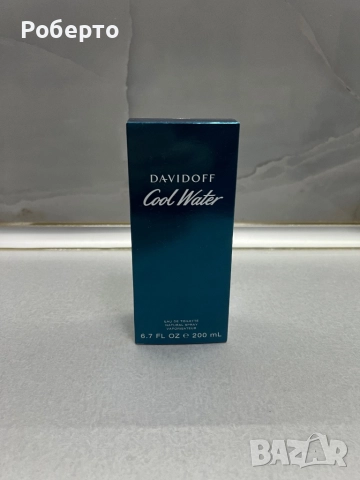 Роберто
DAVIDOFF
Cool Water
EAU DE TOILETTE
NATURAL SPRAY
VAPORISATEUR
6.7 FL OZ ℮ 200 mL
BAZAR